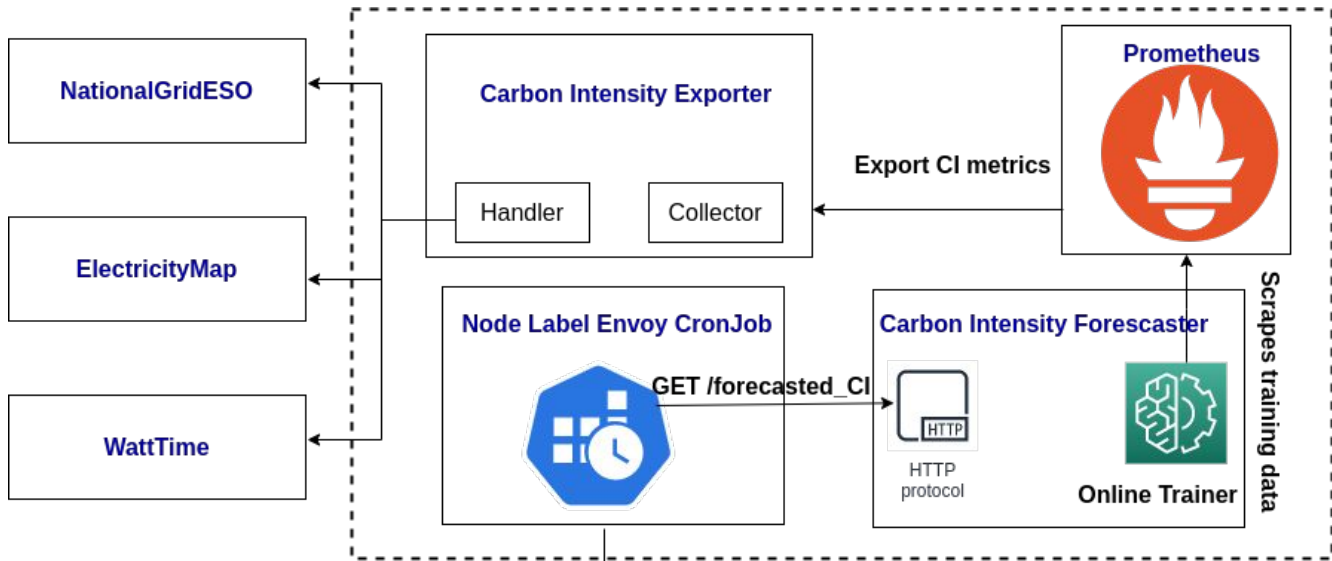 NationalGridESO
Carbon Intensity Exporter
Prometheus
Export CI metrics
Handler
Collector
ElectricityMap
Node Label Envoy CronJob
Carbon Intensity Forescaster
Scrapes training data
GET /forecasted_CI
HTTP
HTTP
protocol
WattTime
Online Trainer